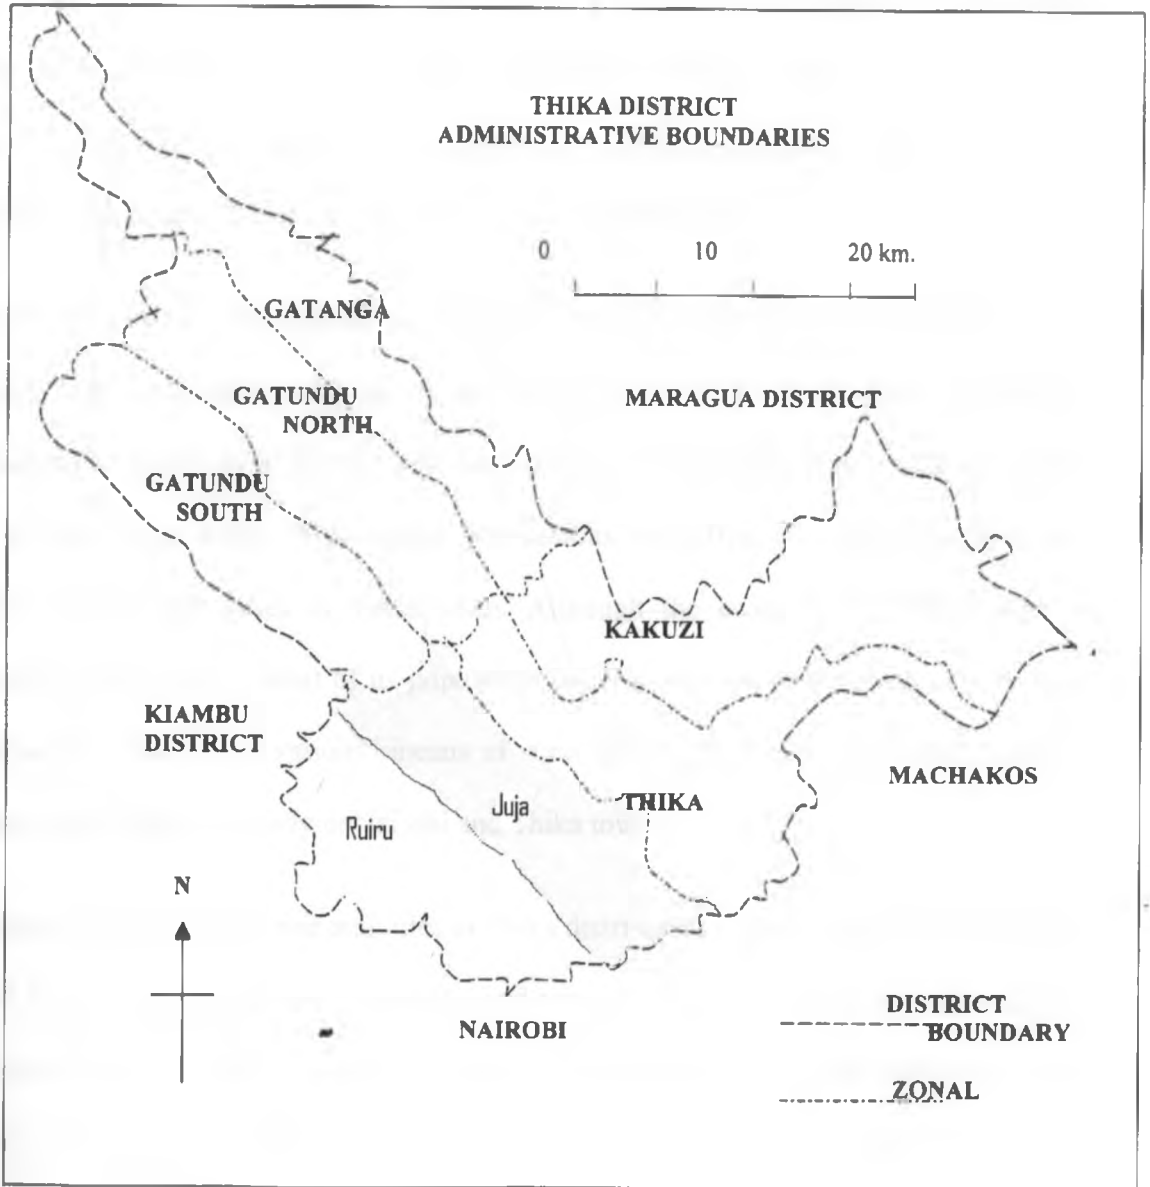 THIKA DISTRICT
ADMINISTRATIVE BOUNDARIES
0 10 20 km.
GATANGA
GATUNDU
NORTH
MARAGUA DISTRICT
GATUNDU
SOUTH
KAKUZI
KIAMBU
DISTRICT
MACHAKOS
THIKA
Juja
Ruiru
N
NAIROBI
DISTRICT
BOUNDARY
ZONAL